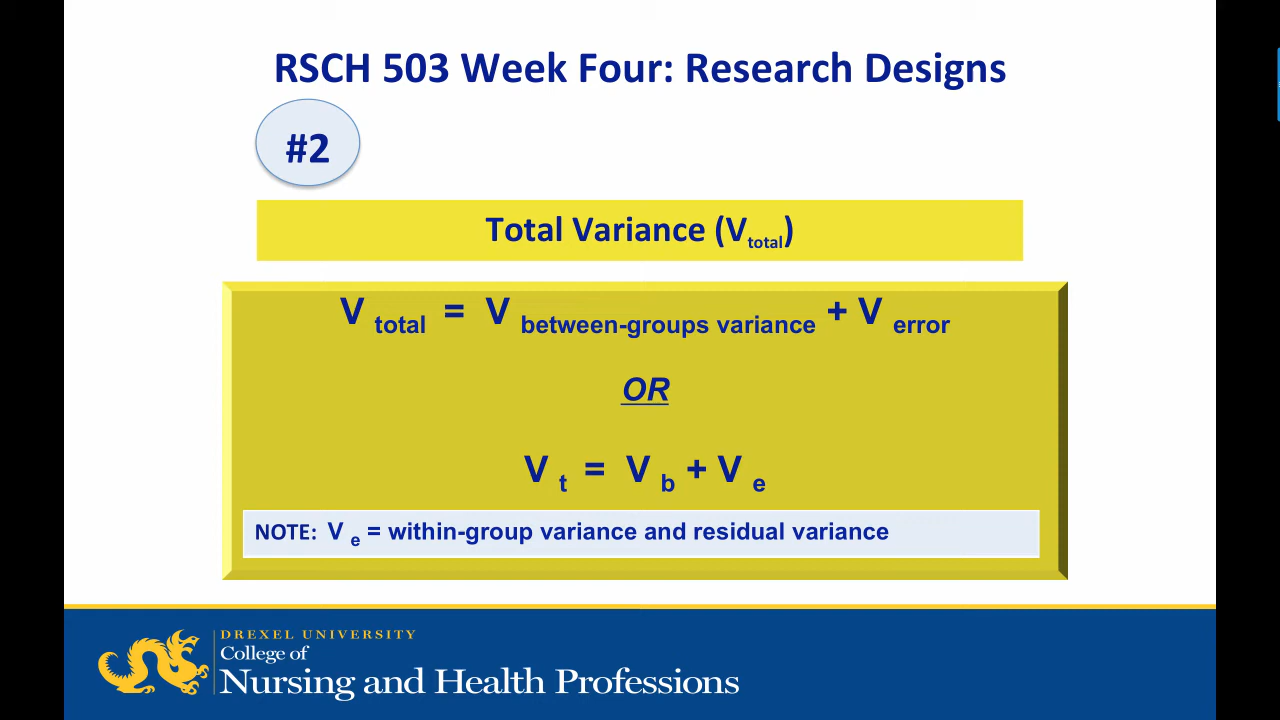 RSCH 503 Week Four: Research Designs
#2
Total Variance (Vtotal)
V total = V between-groups variance + V error
OR
V t = V b + V e
NOTE: V e = within-group variance and residual variance
DREXEL UNIVERSITY
College of
Nursing and Health Professions